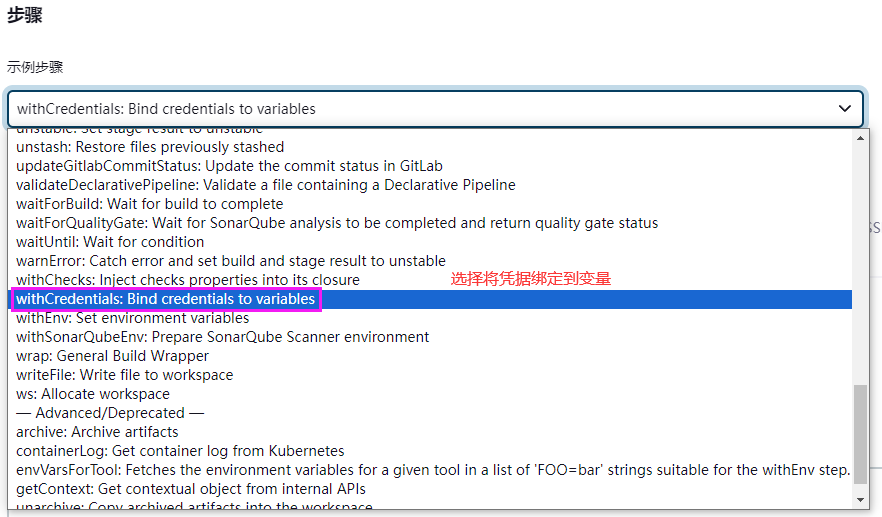 步骤
示例步骤
withCredentials: Bind credentials to variables
unstable: Set stage result to unstable
unstash: Restore files previously stashed
updateGitlabCommitStatus: Update the commit status in GitLab
validateDeclarativePipeline: Validate a file containing a Declarative Pipeline
waitForBuild: Wait for build to complete
waitForQualityGate: Wait for SonarQube analysis to be completed and return quality gate status
waitUntil: Wait for condition
warnError: Catch error and set build and stage result to unstable
withChecks: Inject checks properties into its closure
选择将凭据绑定到变量
withCredentials: Bind credentials to variables
withEnv: Set environment variables
withSonarQubeEnv: Prepare SonarQube Scanner environment
wrap: General Build Wrapper
writeFile: Write file to workspace
ws: Allocate workspace
— Advanced/Deprecated —
archive: Archive artifacts
containerLog: Get container log from Kubernetes
envVarsForTool: Fetches the environment variables for a given tool in a list of 'FOO=bar' strings suitable for the withEnv step.
getContext: Get contextual object from internal APIs
unarchive: Copy archived artifacts into the workspace